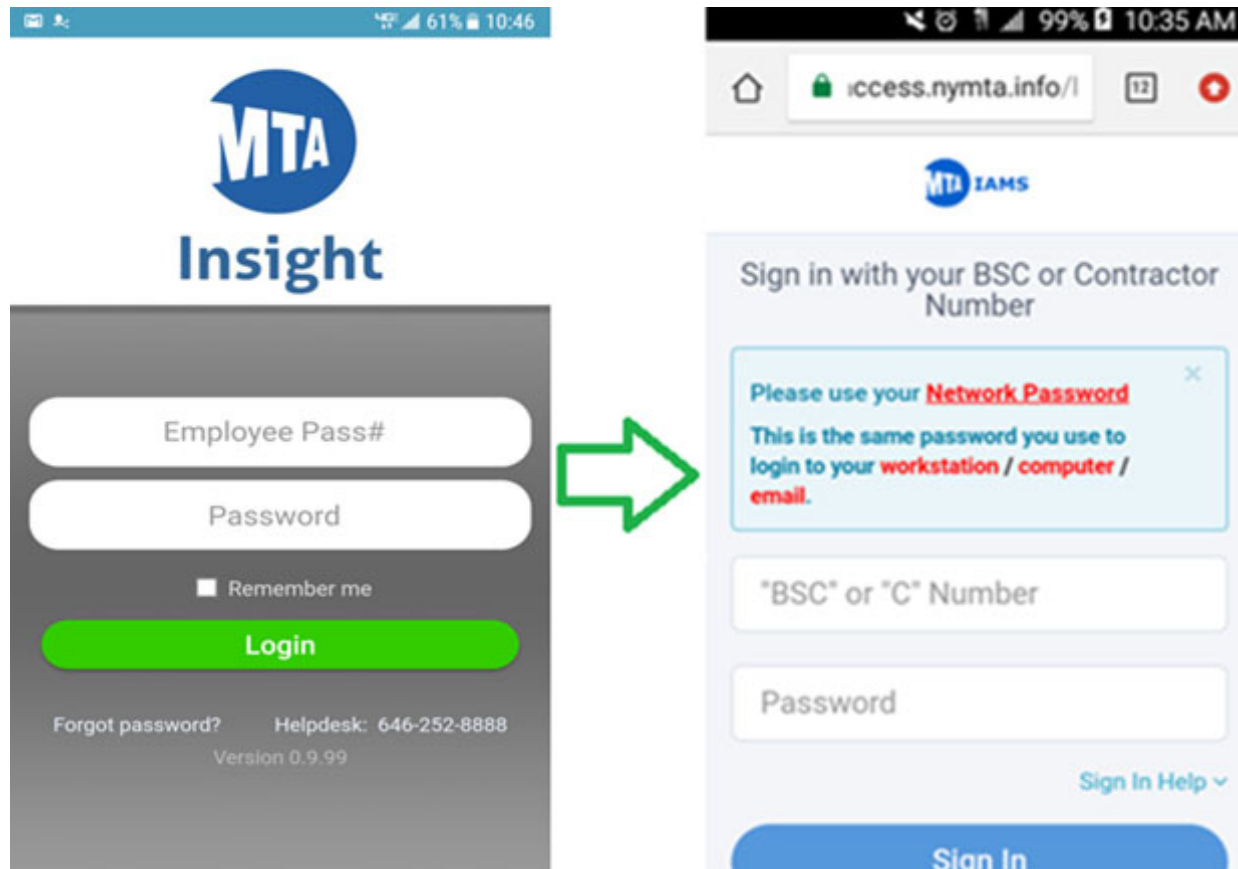 61% 10:46
MTA
Insight
Employee Pass#
Password
Remember me
Login
Forgot password? Helpdesk: 646-252-8888
Version 0.9.99
99% 10:35 AM
ccess.nymta.info/l
12
MTA IAMS
Sign in with your BSC or Contractor
Number
Please use your Network Password
This is the same password you use to
login to your workstation / computer /
email.
"BSC" or "C" Number
Password
Sign In Help
Sign In